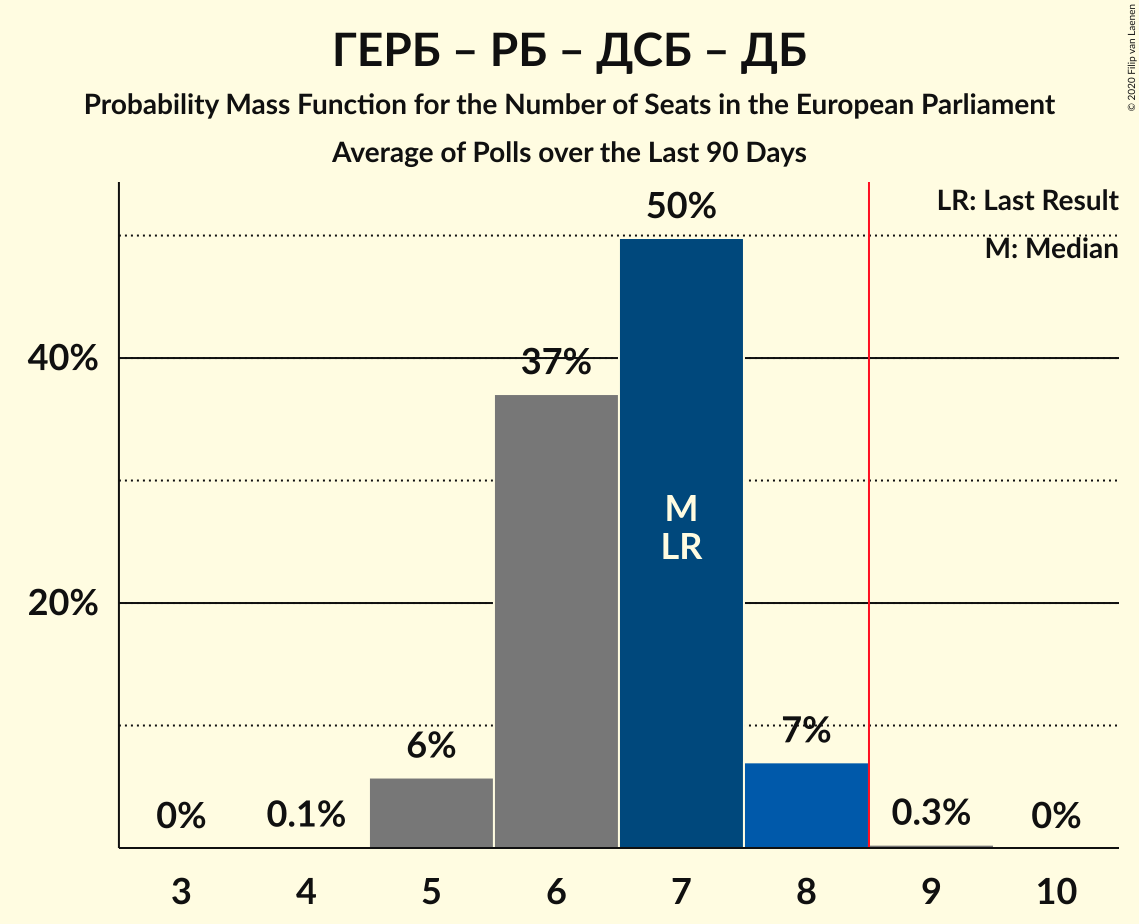 ГЕРБ – РБ – ДСБ – ДБ
Probability Mass Function for the Number of Seats in the European Parliament
Average of Polls over the Last 90 Days
© 2020 Filip van Laenen
LR: Last Result
M: Median
50%
40%
37%
M
LR
20%
7%
6%
0%
0.1%
0.3%
0%
3 4 5 6 7 8 9 10